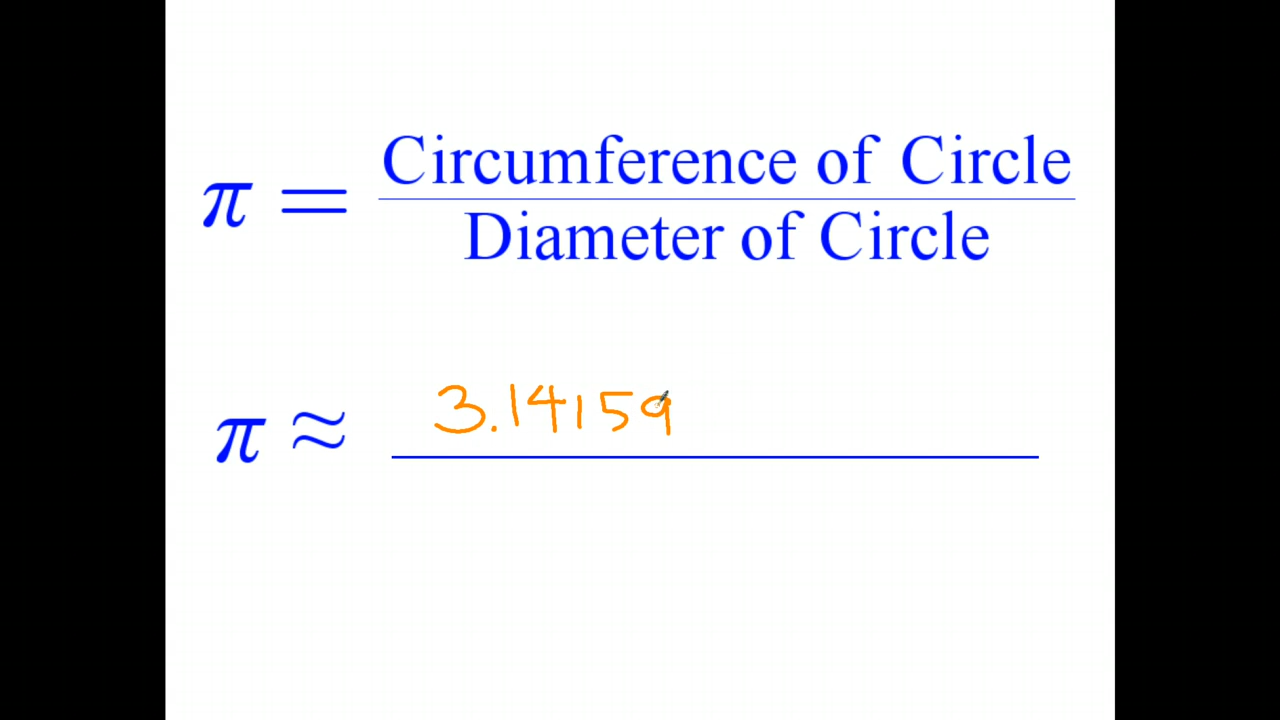 π = Circumference of Circle / Diameter of Circle
π ≈ 3.14159